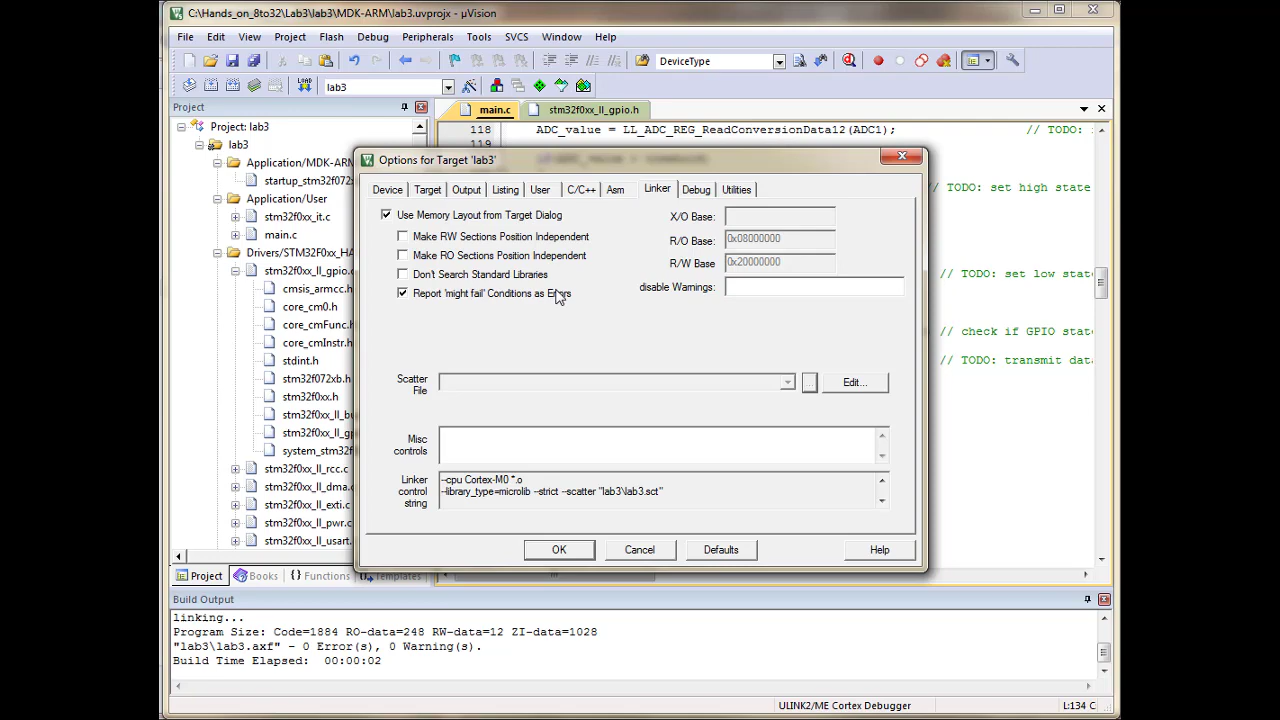 C:\Hands_on_8to32\Lab3\lab3\MDK-ARM\lab3.uvprojx - µVision
File Edit View Project Flash Debug Peripherals Tools SVCS Window Help
DeviceType
LOAD lab3
Project
main.c stm32f0xx_ll_gpio.h
Project: lab3
lab3
Application/MDK-ARM
startup_stm32f072x
Application/User
stm32f0xx_it.c
main.c
Drivers/STM32F0xx_HA
stm32f0xx_ll_gpio.c
cmsis_armcc.h
core_cm0.h
core_cmFunc.h
core_cmInstr.h
stdint.h
stm32f072xb.h
stm32f0xx.h
stm32f0xx_ll_bu
stm32f0xx_ll_gp
system_stm32f
stm32f0xx_ll_rcc.c
stm32f0xx_ll_dma.c
stm32f0xx_ll_exti.c
stm32f0xx_ll_pwr.c
stm32f0xx_ll_usart.
Project Books Functions Templates
118 ADC_value = LL_ADC_REG_ReadConversionData12(ADC1); // TODO:
119
// TODO: set high state
// TODO: set low state
// check if GPIO stat
// TODO: transmit dat
Options for Target 'lab3'
Device Target Output Listing User C/C++ Asm Linker Debug Utilities
Use Memory Layout from Target Dialog
Make RW Sections Position Independent
Make RO Sections Position Independent
Don't Search Standard Libraries
Report 'might fail' Conditions as Errors
X/O Base:
R/O Base: 0x08000000
R/W Base 0x20000000
disable Warnings:
Scatter File
... Edit...
Misc controls
Linker control string
--cpu Cortex-M0 *.o
--library_type=microlib --strict --scatter "lab3\lab3.sct"
OK Cancel Defaults Help
Build Output
linking...
Program Size: Code=1884 RO-data=248 RW-data=12 ZI-data=1028
"lab3\lab3.axf" - 0 Error(s), 0 Warning(s).
Build Time Elapsed: 00:00:02
ULINK2/ME Cortex Debugger L:134 C